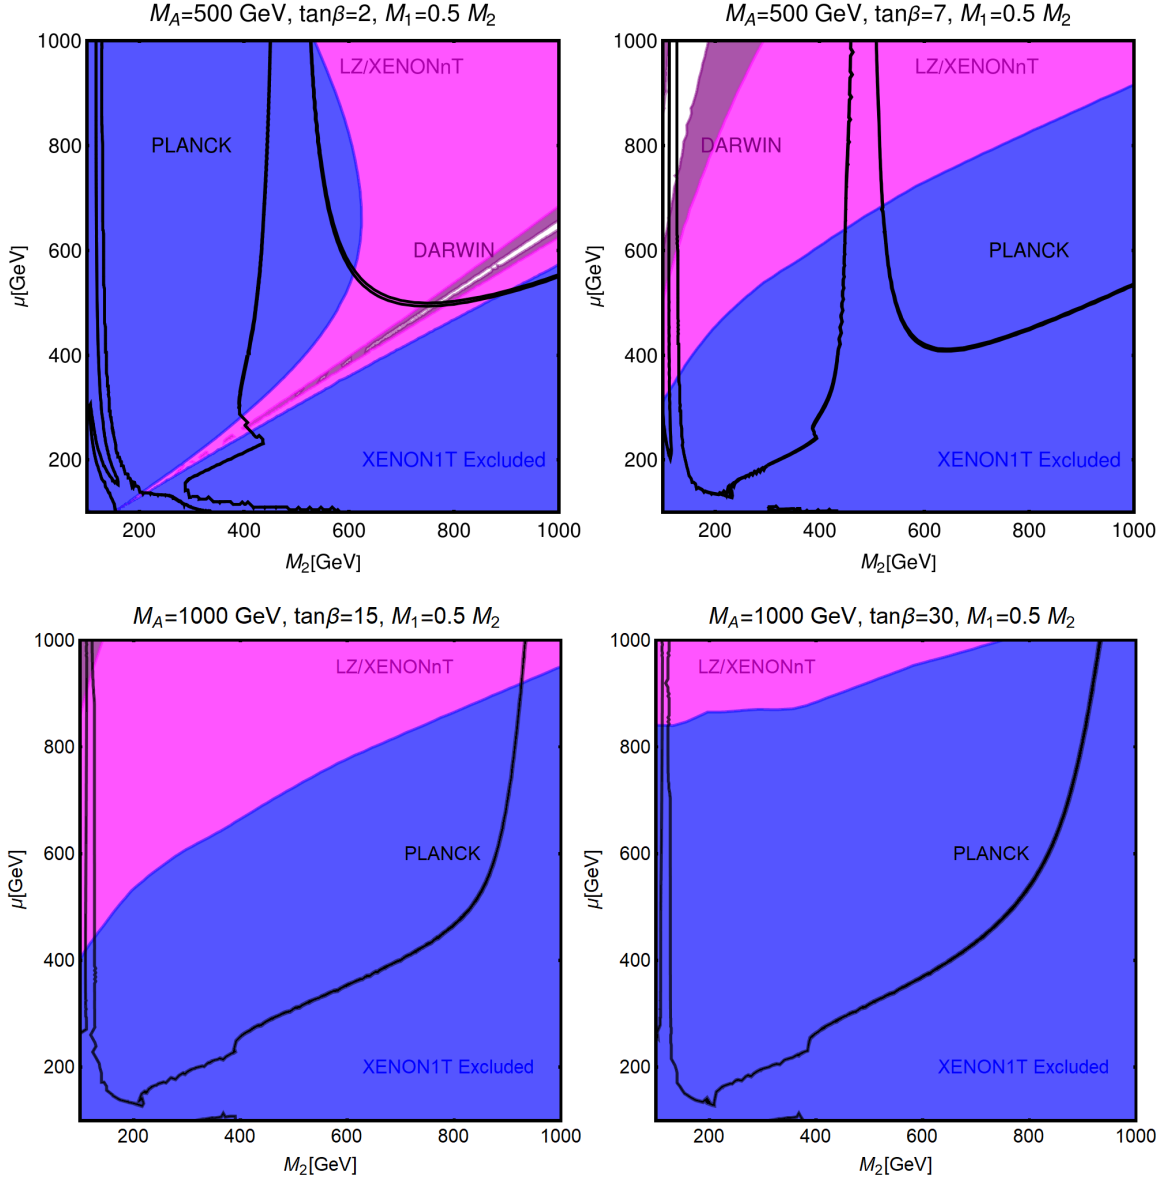 M_A=500 GeV, tanβ=2, M_1=0.5 M_2
1000
800
600
400
200
μ[GeV]
LZ/XENONnT
PLANCK
DARWIN
XENON1T Excluded
200 400 600 800 1000
M_2[GeV]
M_A=500 GeV, tanβ=7, M_1=0.5 M_2
1000
800
600
400
200
μ[GeV]
LZ/XENONnT
DARWIN
PLANCK
XENON1T Excluded
200 400 600 800 1000
M_2[GeV]
M_A=1000 GeV, tanβ=15, M_1=0.5 M_2
1000
800
600
400
200
μ[GeV]
LZ/XENONnT
PLANCK
XENON1T Excluded
200 400 600 800 1000
M_2[GeV]
M_A=1000 GeV, tanβ=30, M_1=0.5 M_2
1000
800
600
400
200
μ[GeV]
LZ/XENONnT
PLANCK
XENON1T Excluded
200 400 600 800 1000
M_2[GeV]